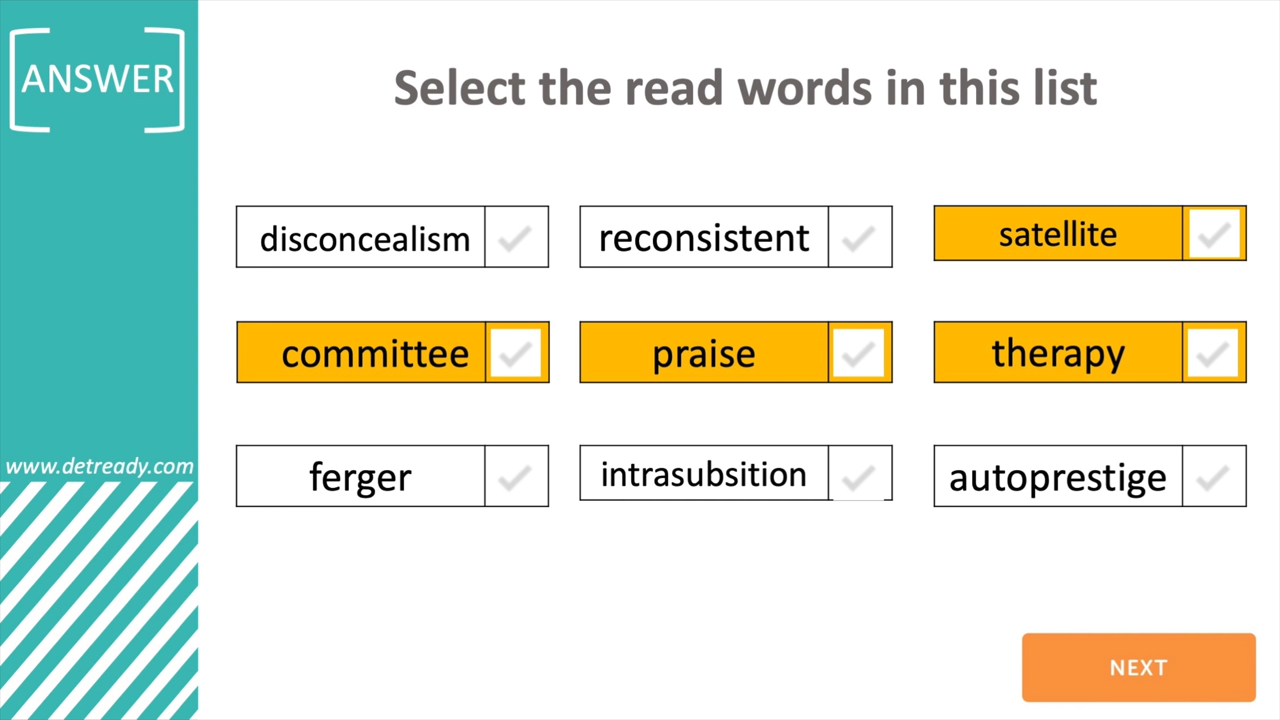 ANSWER
Select the read words in this list
disconcealism
reconsistent
satellite
committee
praise
therapy
ferger
intrasubsition
autoprestige
www.detready.com
NEXT